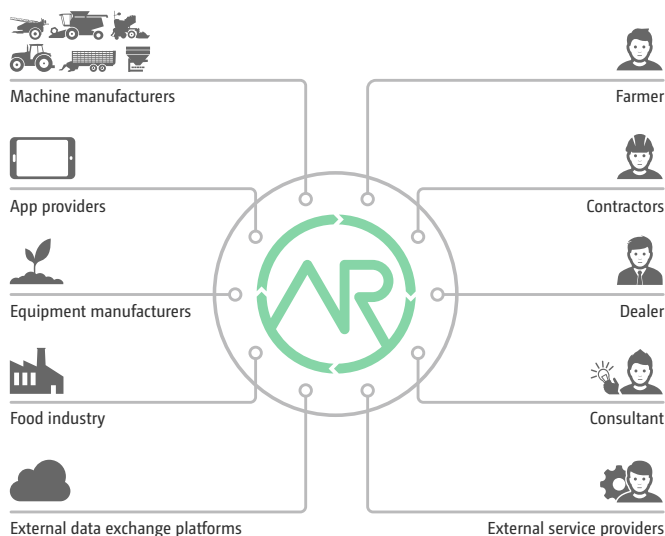 Machine manufacturers
Farmer
App providers
Contractors
Equipment manufacturers
Dealer
Food industry
Consultant
External data exchange platforms
External service providers
AR